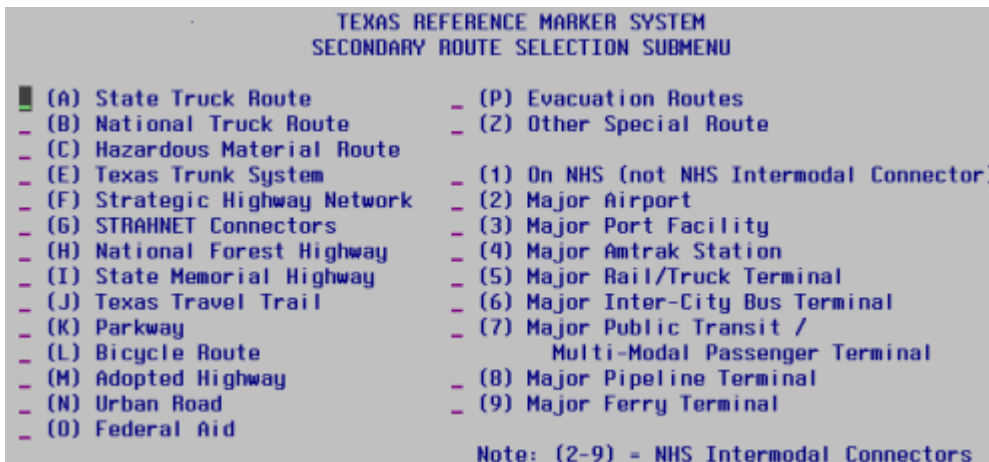 TEXAS REFERENCE MARKER SYSTEM
SECONDARY ROUTE SELECTION SUBMENU
_ (A) State Truck Route
_ (B) National Truck Route
_ (C) Hazardous Material Route
_ (E) Texas Trunk System
_ (F) Strategic Highway Network
_ (G) STRAHNET Connectors
_ (H) National Forest Highway
_ (I) State Memorial Highway
_ (J) Texas Travel Trail
_ (K) Parkway
_ (L) Bicycle Route
_ (M) Adopted Highway
_ (N) Urban Road
_ (O) Federal Aid
_ (P) Evacuation Routes
_ (Z) Other Special Route
_ (1) On NHS (not NHS Intermodal Connector)
_ (2) Major Airport
_ (3) Major Port Facility
_ (4) Major Amtrak Station
_ (5) Major Rail/Truck Terminal
_ (6) Major Inter-City Bus Terminal
_ (7) Major Public Transit /
Multi-Modal Passenger Terminal
_ (8) Major Pipeline Terminal
_ (9) Major Ferry Terminal
Note: (2-9) = NHS Intermodal Connectors